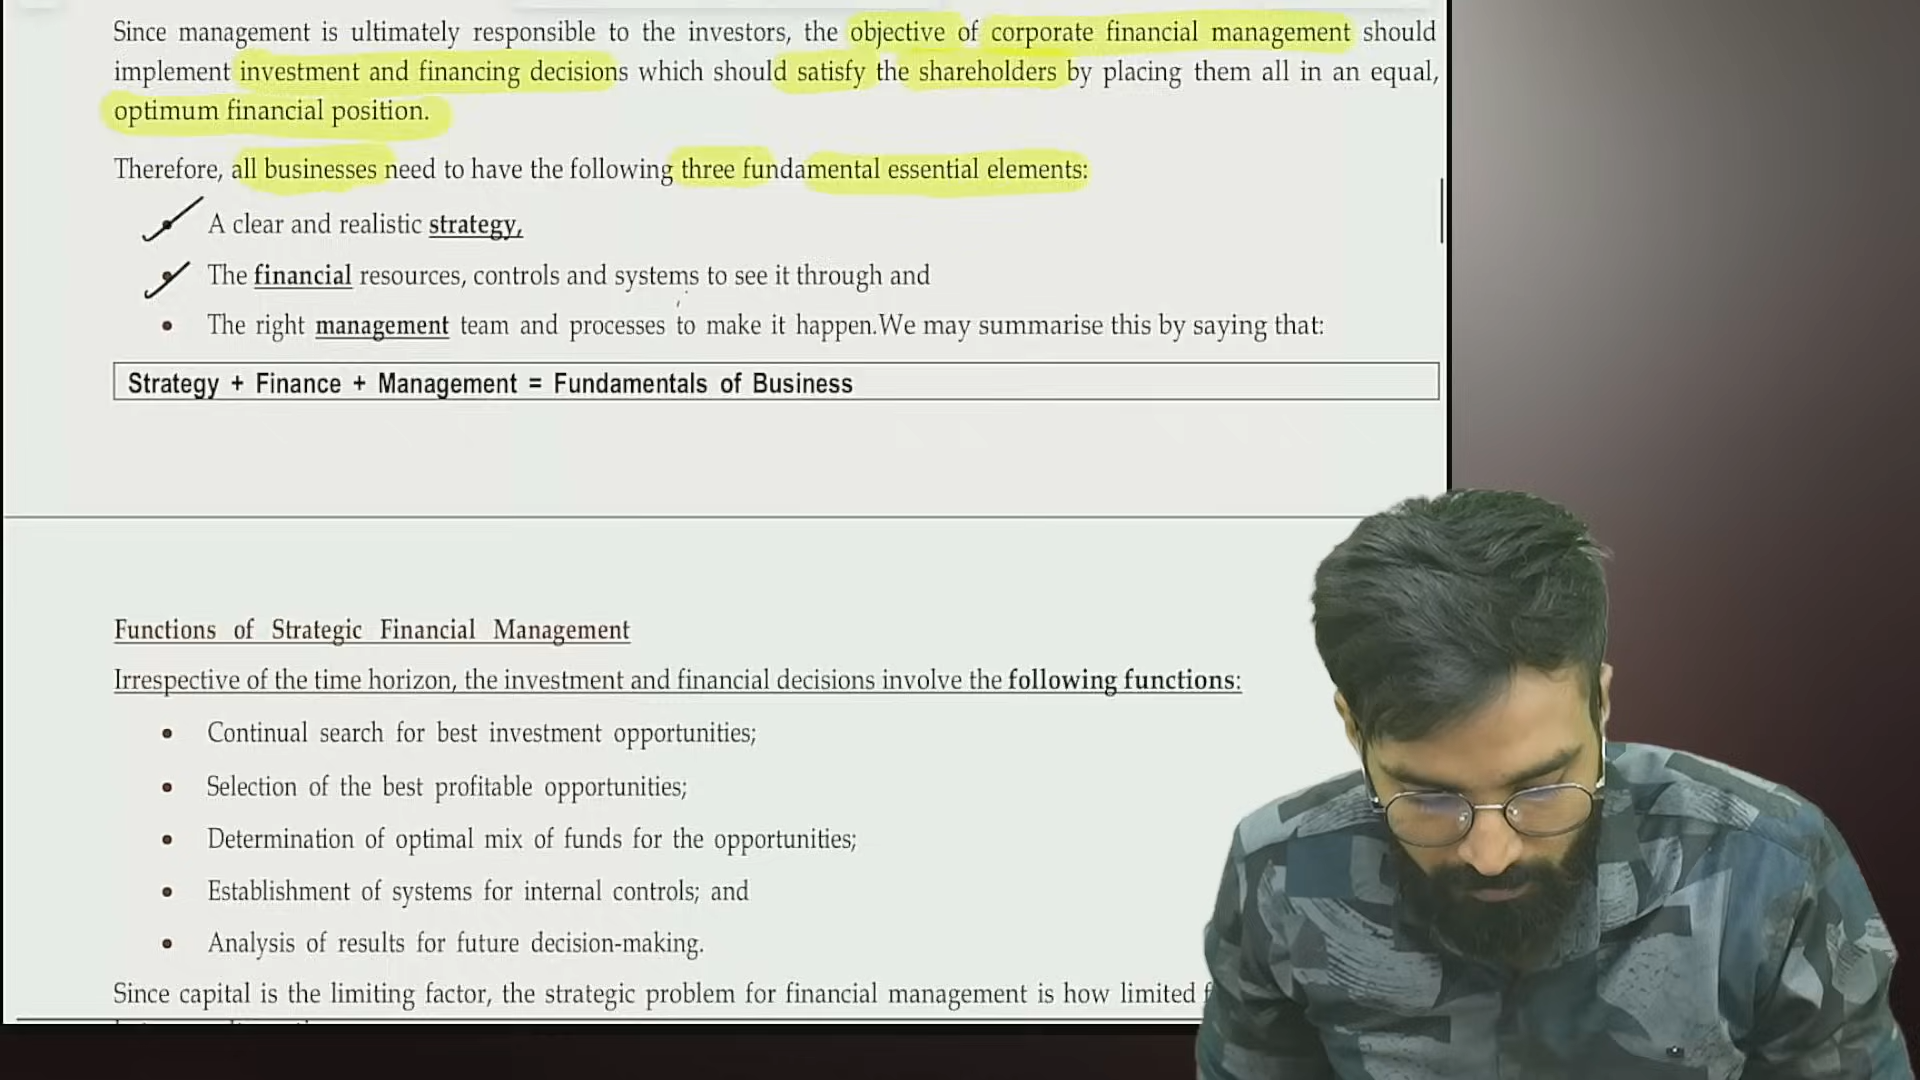 Since management is ultimately responsible to the investors, the objective of corporate financial management should
implement investment and financing decisions which should satisfy the shareholders by placing them all in an equal,
optimum financial position.
Therefore, all businesses need to have the following three fundamental essential elements:
• A clear and realistic strategy,
• The financial resources, controls and systems to see it through and
• The right management team and processes to make it happen.We may summarise this by saying that:
Strategy + Finance + Management = Fundamentals of Business
Functions of Strategic Financial Management
Irrespective of the time horizon, the investment and financial decisions involve the following functions:
• Continual search for best investment opportunities;
• Selection of the best profitable opportunities;
• Determination of optimal mix of funds for the opportunities;
• Establishment of systems for internal controls; and
• Analysis of results for future decision-making.
Since capital is the limiting factor, the strategic problem for financial management is how limited